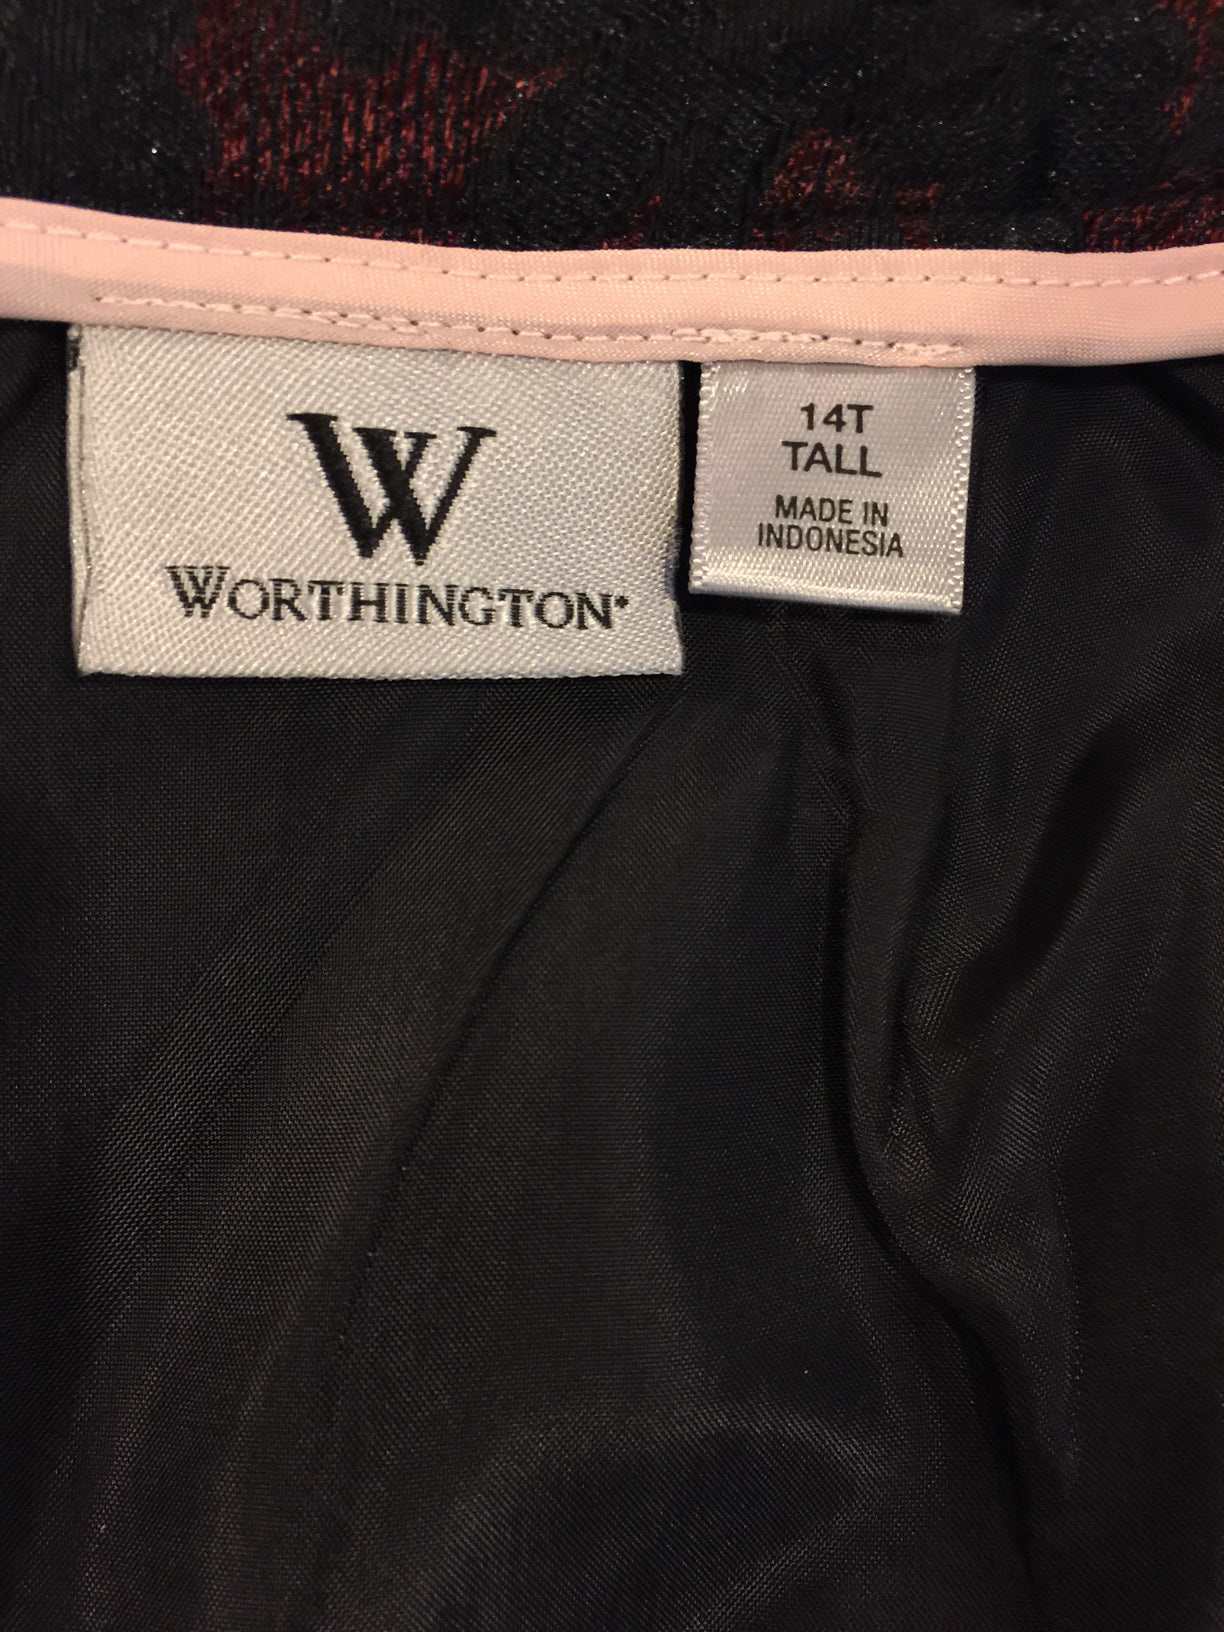 W
WORTHINGTON®
14T
TALL
MADE IN
INDONESIA